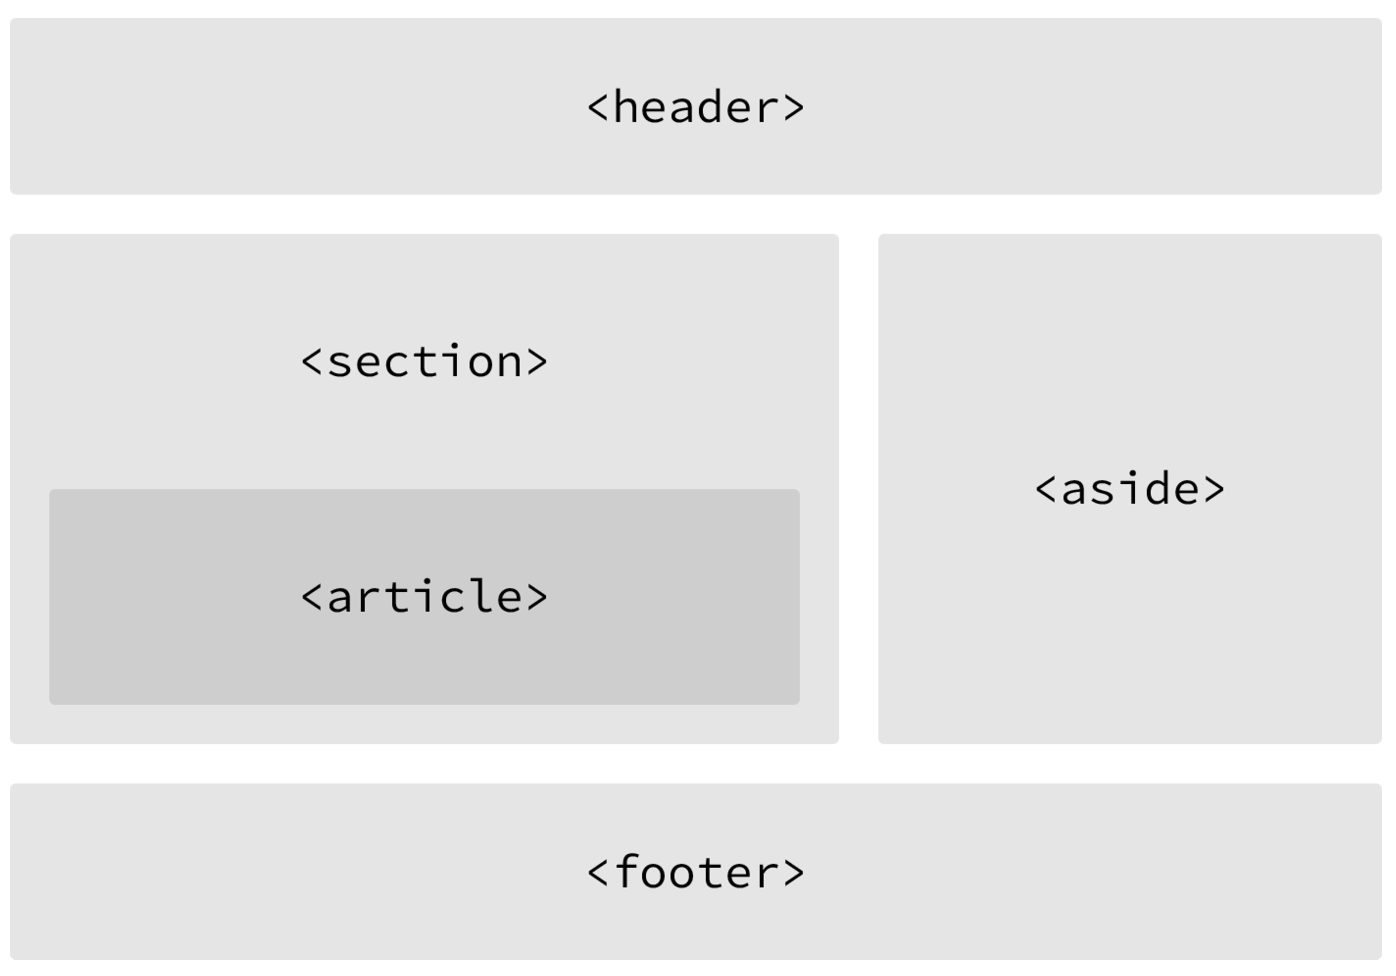 <header>
<section>
<article>
<aside>
<footer>